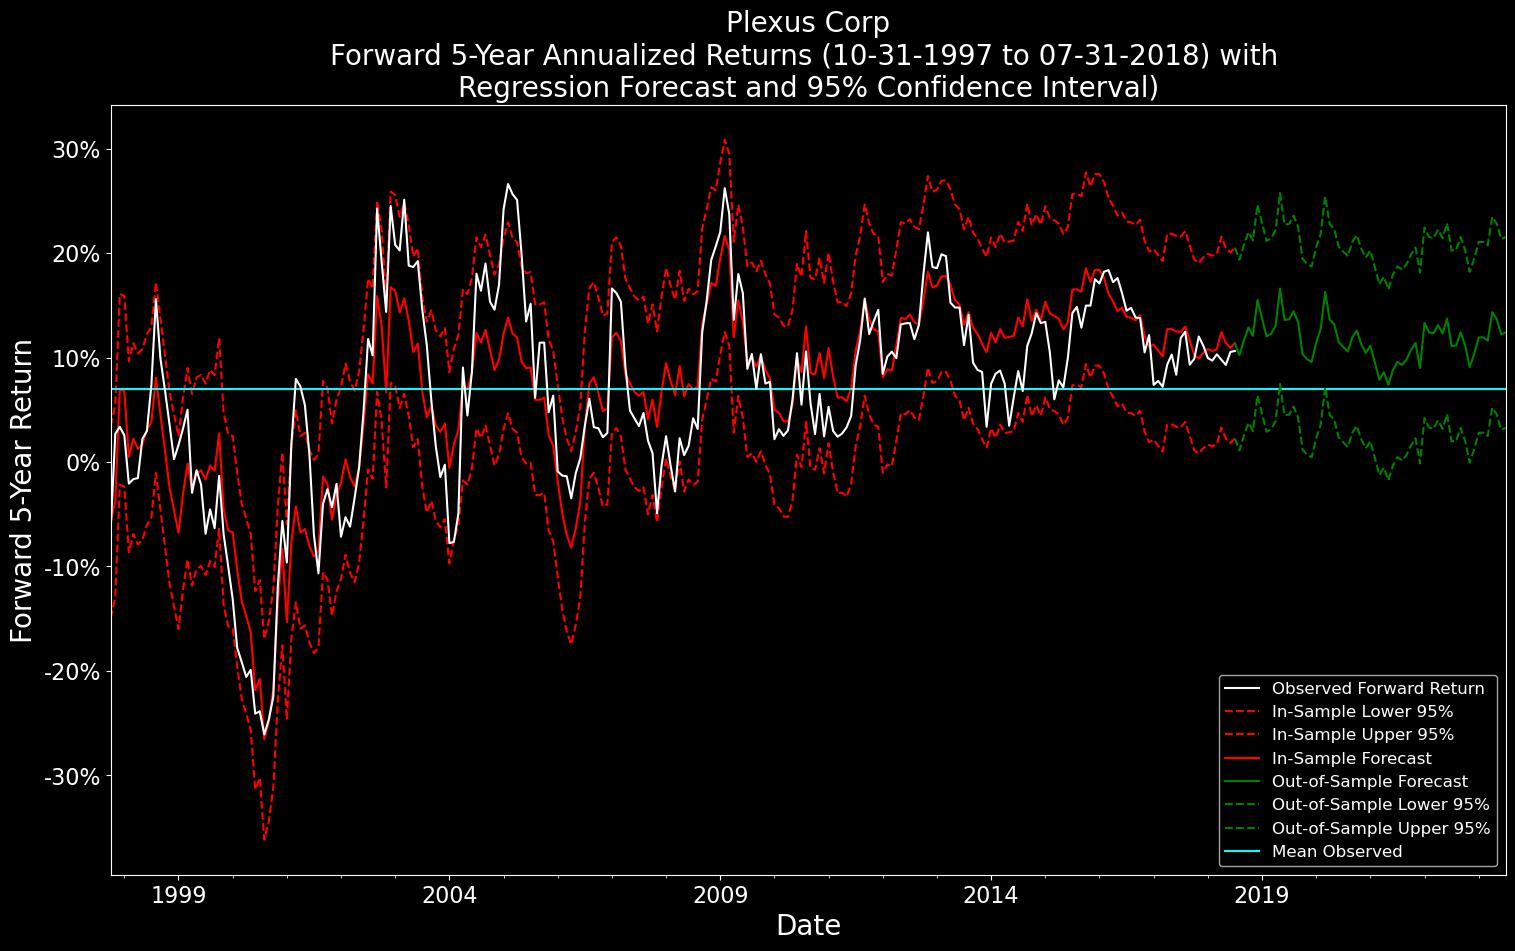 Plexus Corp
Forward 5-Year Annualized Returns (10-31-1997 to 07-31-2018) with
Regression Forecast and 95% Confidence Interval)
Forward 5-Year Return
30%
20%
10%
0%
-10%
-20%
-30%
1999
2004
2009
2014
2019
Date
Observed Forward Return
In-Sample Lower 95%
In-Sample Upper 95%
In-Sample Forecast
Out-of-Sample Forecast
Out-of-Sample Lower 95%
Out-of-Sample Upper 95%
Mean Observed